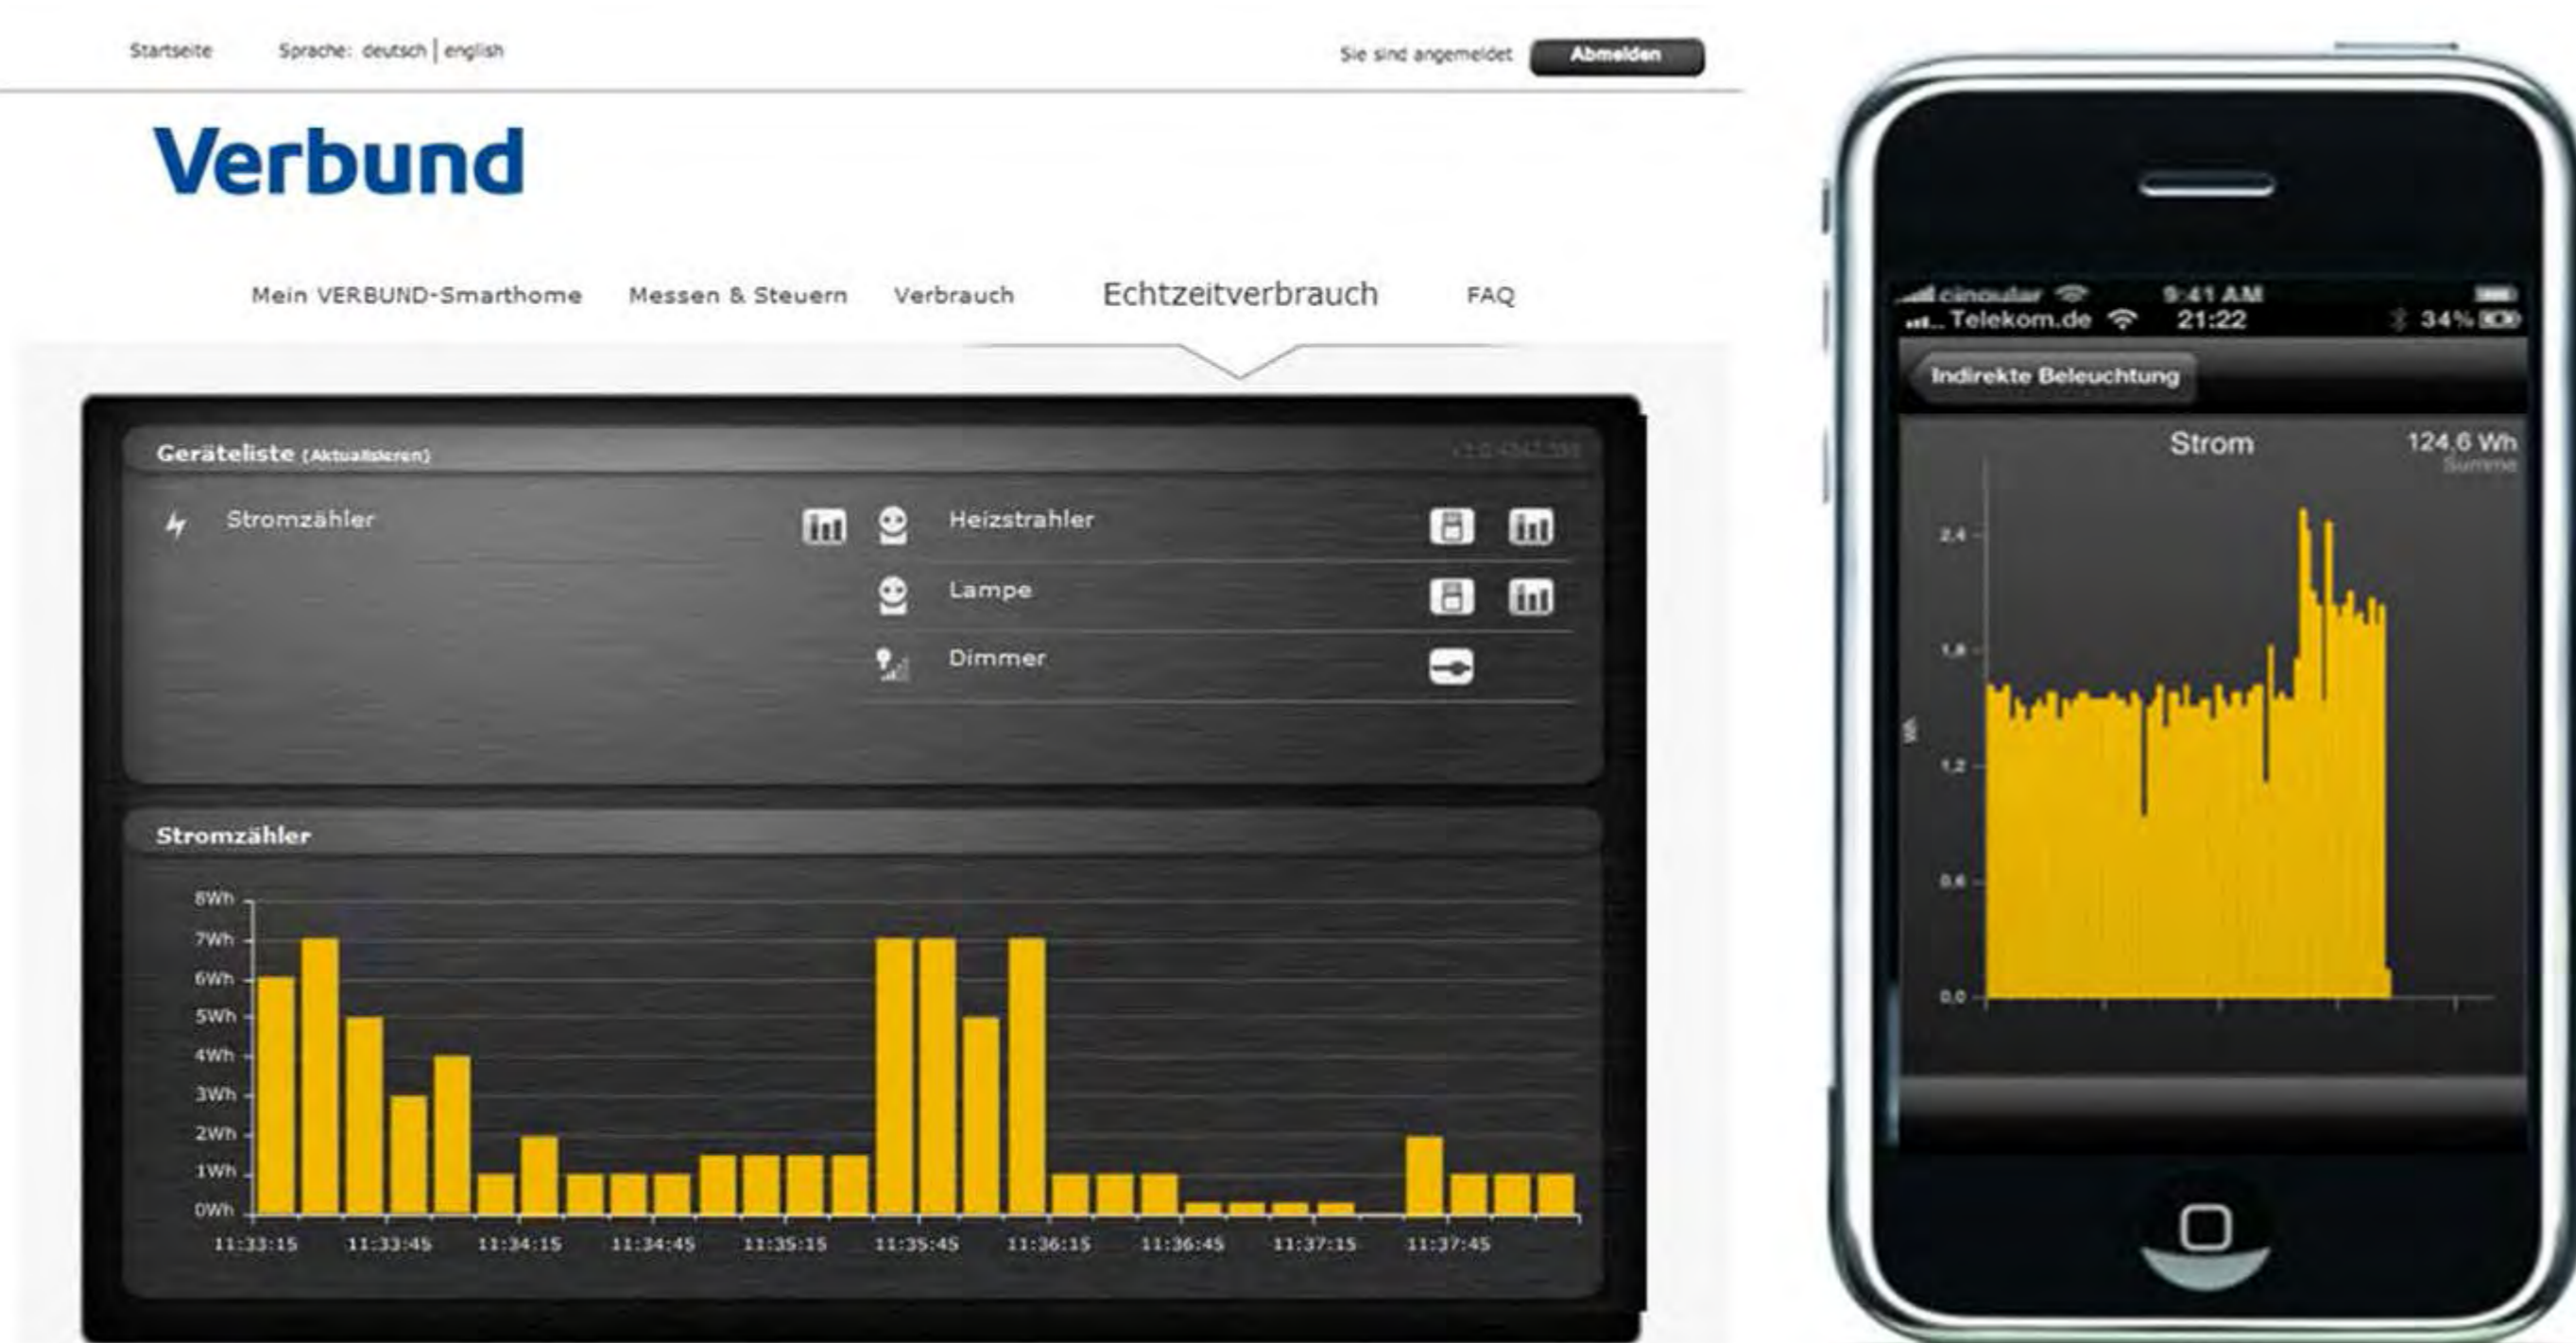 Startseite Sprache: deutsch | english Sie sind angemeldet Abmelden
Verbund
Mein VERBUND-Smarthome Messen & Steuern Verbrauch Echtzeitverbrauch FAQ
Geräteliste (Aktualisieren)
Stromzähler Heizstrahler
Lampe
Dimmer
Stromzähler
8Wh
7Wh
6Wh
5Wh
4Wh
3Wh
2Wh
1Wh
0Wh
11:33:15 11:33:45 11:34:15 11:34:45 11:35:15 11:35:45 11:36:15 11:36:45 11:37:15 11:37:45
cingular 9:41 AM
Telekom.de 21:22 34%
Indirekte Beleuchtung
Strom 124,6 Wh
Summe
2,4
1,8
Wh
1,2
0,6
0,0